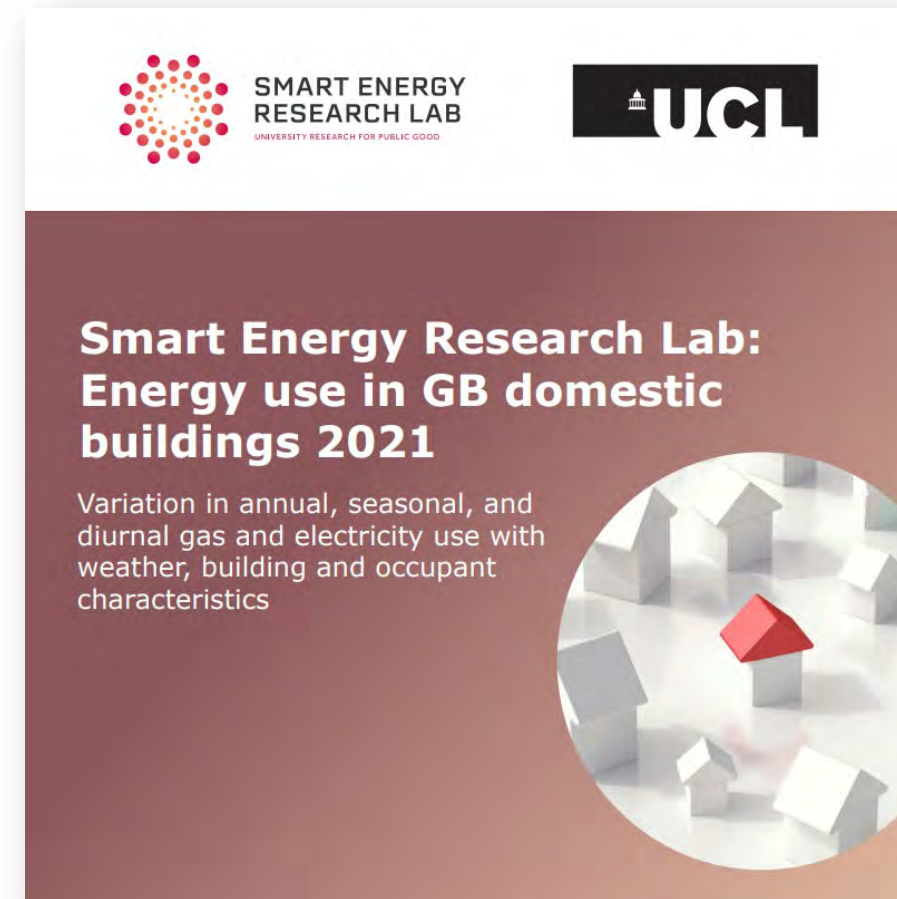 SMART ENERGY
RESEARCH LAB
UNIVERSITY RESEARCH FOR PUBLIC GOOD
UCL
Smart Energy Research Lab:
Energy use in GB domestic
buildings 2021
Variation in annual, seasonal, and
diurnal gas and electricity use with
weather, building and occupant
characteristics